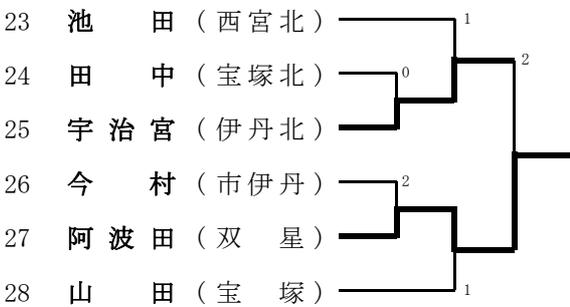 23 池 田 (西宮北) 1
24 田 中 (宝塚北) 0 2
25 宇治宮 (伊丹北)
26 今 村 (市伊丹) 2
27 阿波田 (双 星)
28 山 田 (宝 塚) 1